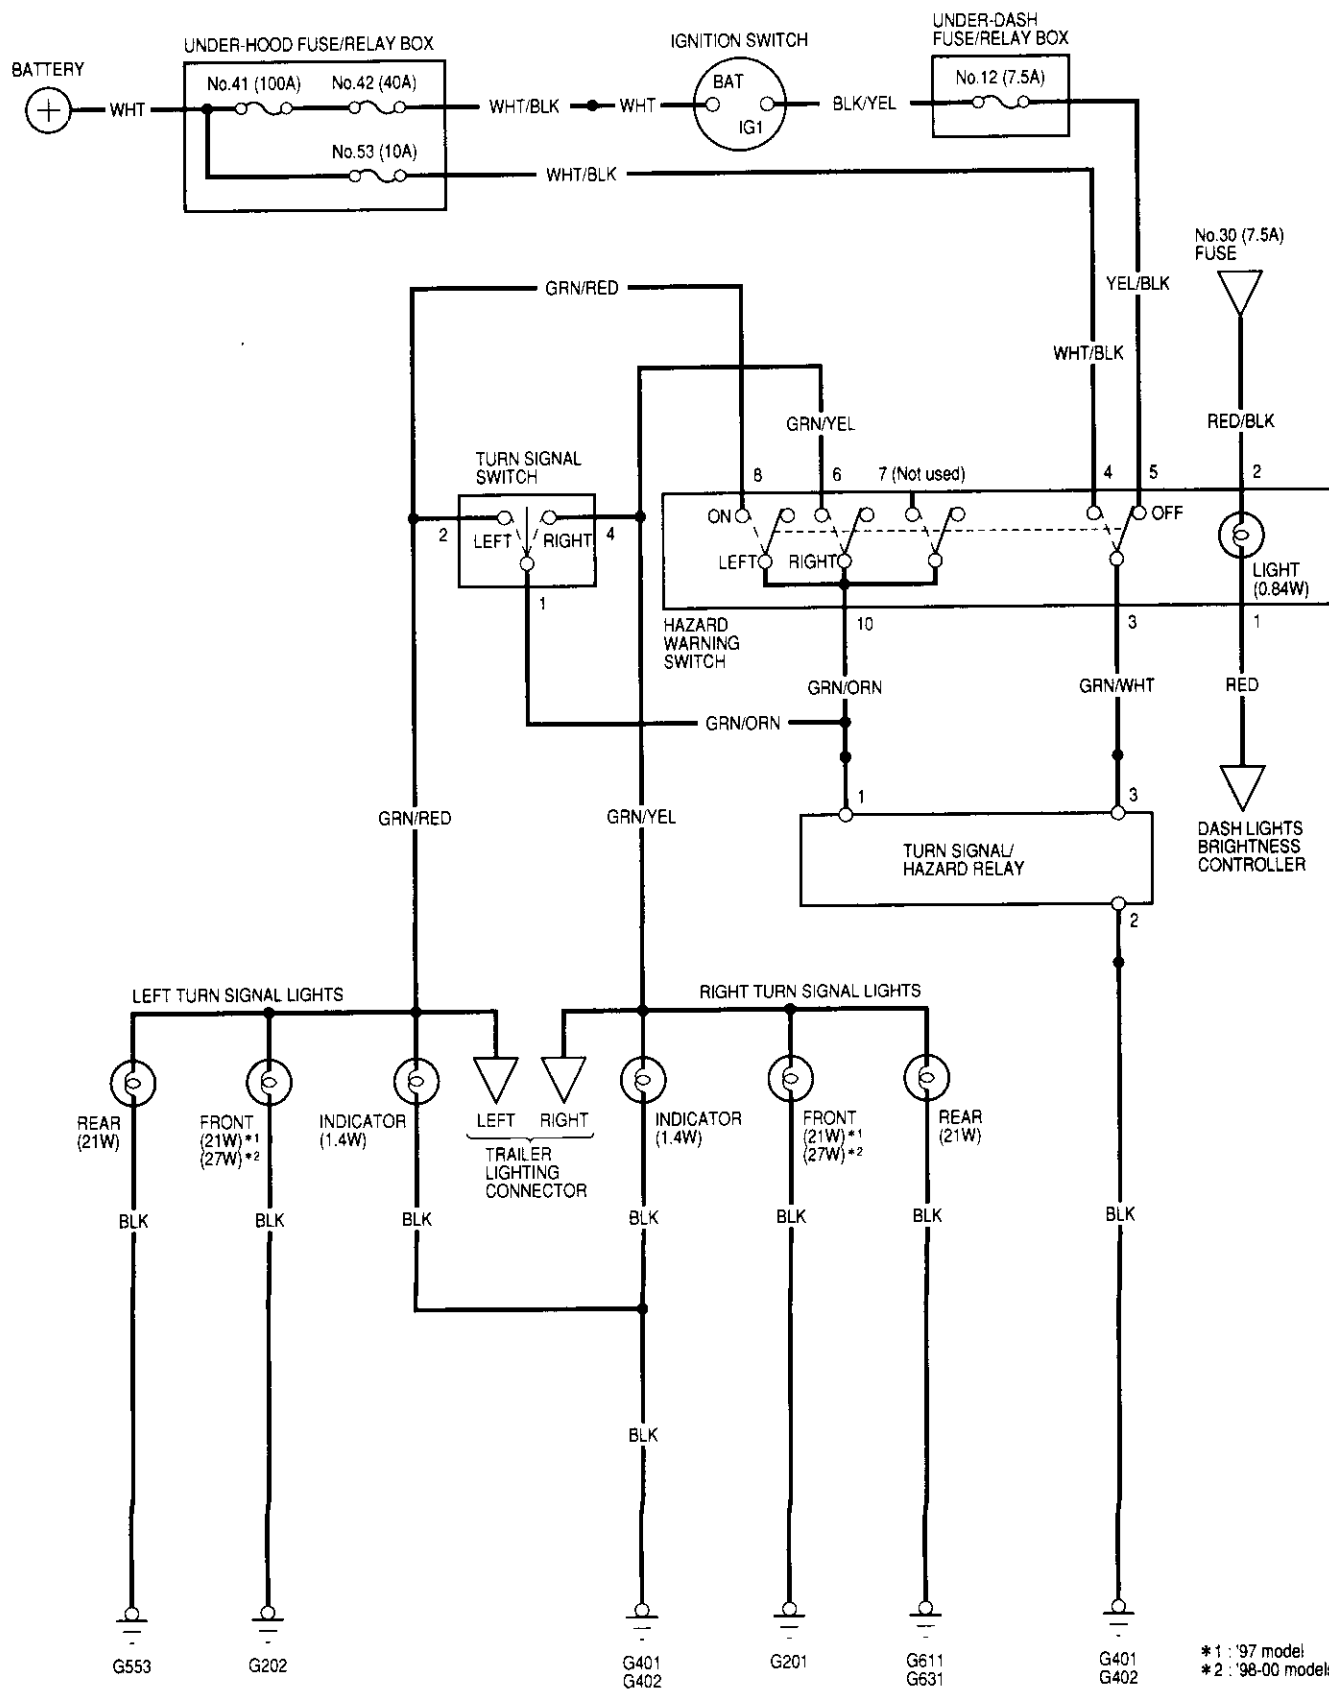 UNDER-DASH
FUSE/RELAY BOX
UNDER-HOOD FUSE/RELAY BOX
IGNITION SWITCH
BATTERY
No.41 (100A)
No.42 (40A)
BAT
No.12 (7.5A)
WHT
WHT/BLK
WHT
BLK/YEL
IG1
No.53 (10A)
WHT/BLK
No.30 (7.5A)
FUSE
GRN/RED
YEL/BLK
WHT/BLK
GRN/YEL
RED/BLK
TURN SIGNAL
SWITCH
8
6
7 (Not used)
4
5
2
ON
OFF
2
LEFT
RIGHT
4
LEFT
RIGHT
LIGHT
(0.84W)
1
HAZARD
WARNING
SWITCH
10
3
1
GRN/ORN
GRN/WHT
RED
GRN/ORN
1
3
GRN/RED
GRN/YEL
TURN SIGNAL/
HAZARD RELAY
DASH LIGHTS
BRIGHTNESS
CONTROLLER
2
LEFT TURN SIGNAL LIGHTS
RIGHT TURN SIGNAL LIGHTS
REAR
(21W)
FRONT
(21W)*1
(27W)*2
INDICATOR
(1.4W)
LEFT
RIGHT
TRAILER
LIGHTING
CONNECTOR
INDICATOR
(1.4W)
FRONT
(21W)*1
(27W)*2
REAR
(21W)
BLK
BLK
BLK
BLK
BLK
BLK
BLK
BLK
G553
G202
G401
G402
G201
G611
G631
G401
G402
*1 : '97 model
*2 : '98-00 models